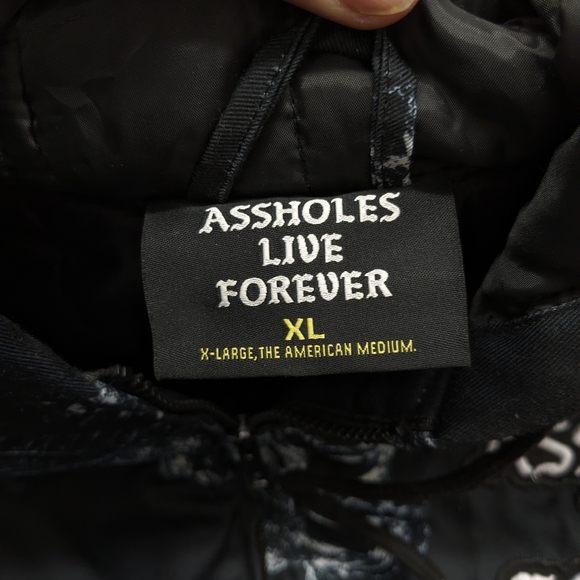 ASSHOLES
LIVE
FOREVER
XL
X-LARGE,THE AMERICAN MEDIUM.